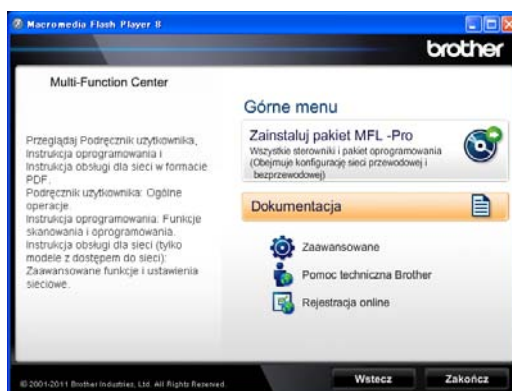 Macromedia Flash Player 8
brother
Multi-Function Center
Przeglądaj Podręcznik użytkownika,
Instrukcja oprogramowania i
Instrukcja obsługi dla sieci w formacie
PDF.
Podręcznik użytkownika: Ogólne
operacje.
Instrukcja oprogramowania: Funkcje
skanowania i oprogramowania.
Instrukcja obsługi dla sieci (tylko
modele z dostępem do sieci):
Zaawansowane funkcje i ustawienia
sieciowe.
Górne menu
Zainstaluj pakiet MFL -Pro
Wszystkie sterowniki i pakiet oprogramowania
(Obejmuje konfigurację sieci przewodowej i
bezprzewodowej)
Dokumentacja
Zaawansowane
Pomoc techniczna Brother
Rejestracja online
© 2001-2011 Brother Industries, Ltd. All Rights Reserved.
Wstecz
Zakończ